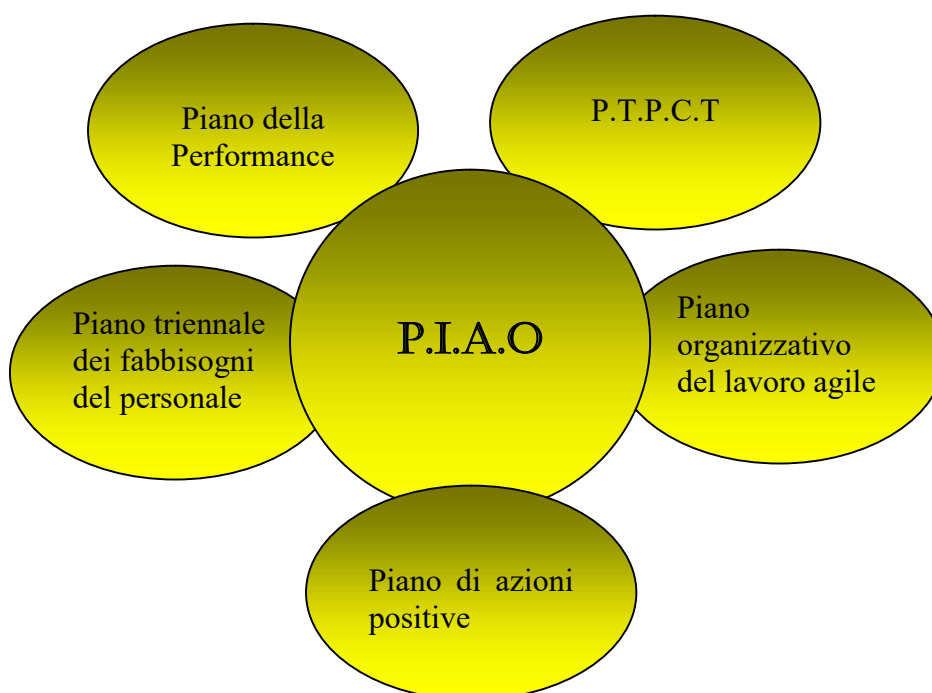 Piano della
Performance
P.T.P.C.T
Piano triennale
dei fabbisogni
del personale
P.I.A.O
Piano
organizzativo
del lavoro agile
Piano di azioni
positive